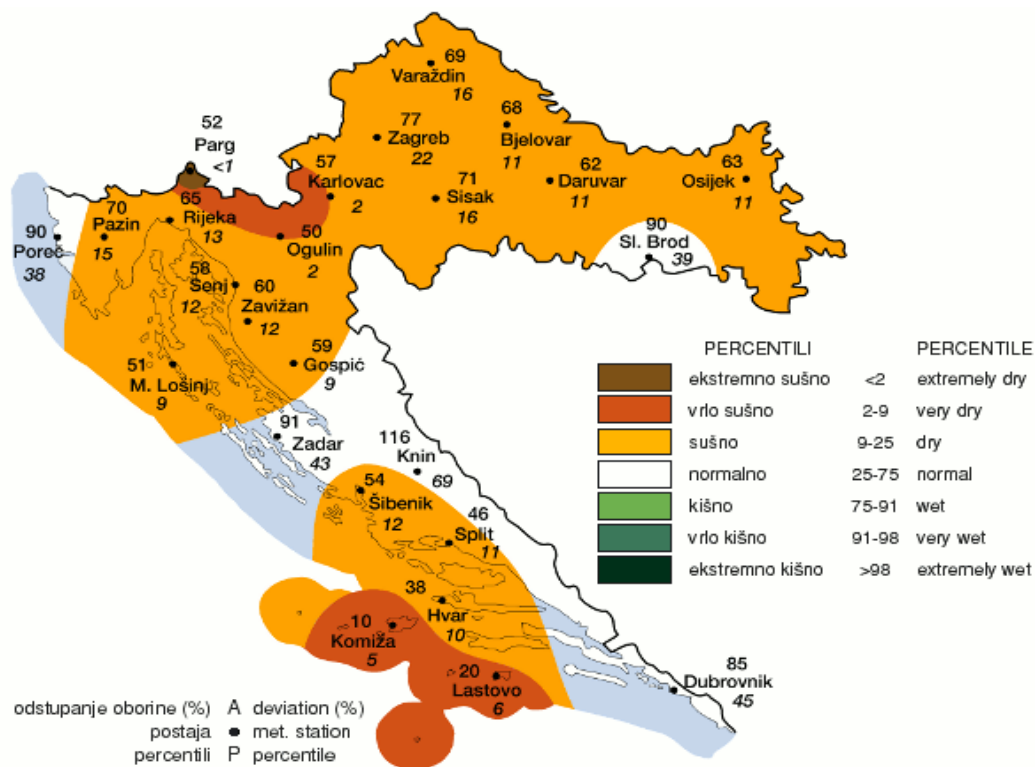 69
Varaždin
16
68
Bjelovar
11
77
Zagreb
22
52
Parg
<1
57
Karlovac
2
71
Sisak
16
62
Daruvar
11
63
Osijek
11
65
Rijeka
13
70
Pazin
15
90
Poreč
38
50
Ogulin
2
90
Sl. Brod
39
58
Senj
12
60
Zavižan
12
59
Gospić
9
51
M. Lošinj
9
91
Zadar
43
116
Knin
69
54
Šibenik
12
46
Split
11
38
Hvar
10
10
Komiža
5
20
Lastovo
6
85
Dubrovnik
45
PERCENTILI PERCENTILE
ekstremno sušno <2 extremely dry
vrlo sušno 2-9 very dry
sušno 9-25 dry
normalno 25-75 normal
kišno 75-91 wet
vrlo kišno 91-98 very wet
ekstremno kišno >98 extremely wet
odstupanje oborine (%) A deviation (%)
postaja met. station
percentili P percentile